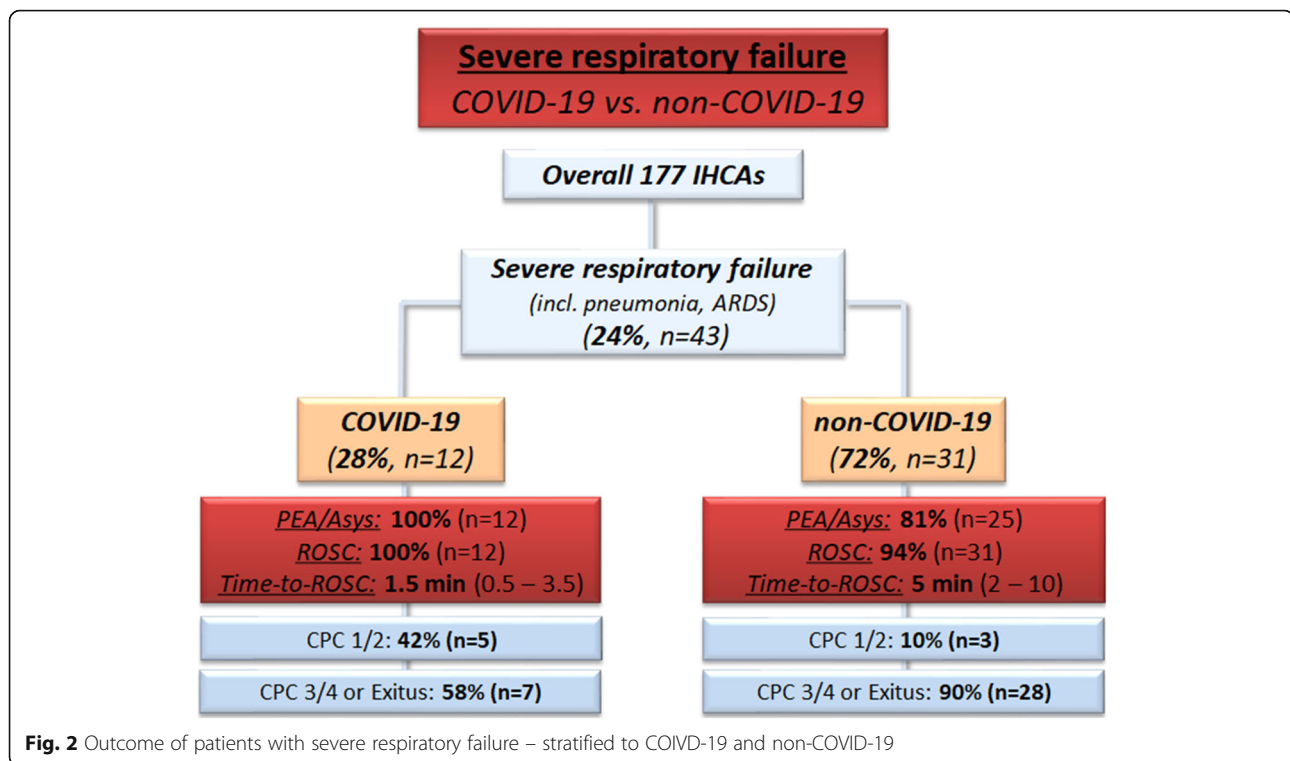 Severe respiratory failure
COVID-19 vs. non-COVID-19
Overall 177 IHCAs
Severe respiratory failure
(incl. pneumonia, ARDS)
(24%, n=43)
COVID-19
(28%, n=12)
PEA/Asys: 100% (n=12)
ROSC: 100% (n=12)
Time-to-ROSC: 1.5 min (0.5 – 3.5)
CPC 1/2: 42% (n=5)
CPC 3/4 or Exitus: 58% (n=7)
non-COVID-19
(72%, n=31)
PEA/Asys: 81% (n=25)
ROSC: 94% (n=31)
Time-to-ROSC: 5 min (2 – 10)
CPC 1/2: 10% (n=3)
CPC 3/4 or Exitus: 90% (n=28)
Fig. 2 Outcome of patients with severe respiratory failure – stratified to COIVD-19 and non-COVID-19